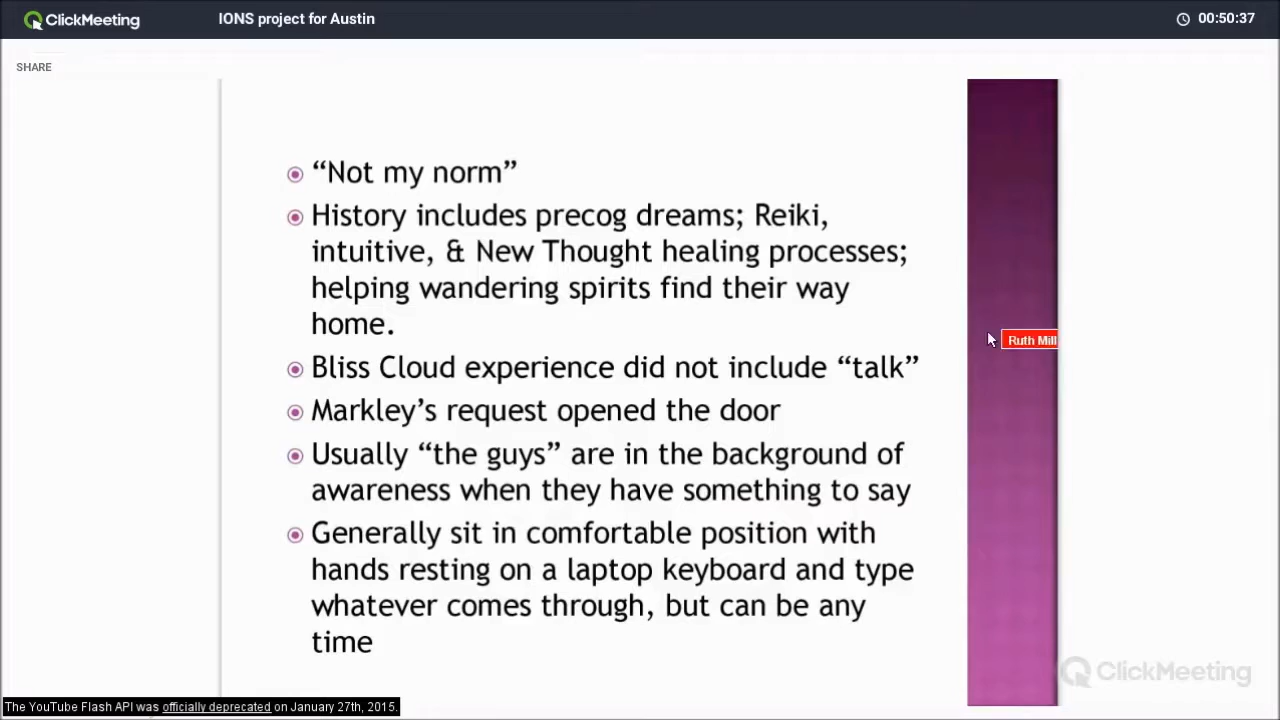 ClickMeeting
IONS project for Austin
00:50:37
SHARE
“Not my norm”
History includes precog dreams; Reiki,
intuitive, & New Thought healing processes;
helping wandering spirits find their way
home.
Bliss Cloud experience did not include “talk”
Markley’s request opened the door
Usually “the guys” are in the background of
awareness when they have something to say
Generally sit in comfortable position with
hands resting on a laptop keyboard and type
whatever comes through, but can be any
time
Ruth Mill
ClickMeeting
The YouTube Flash API was officially deprecated on January 27th, 2015.